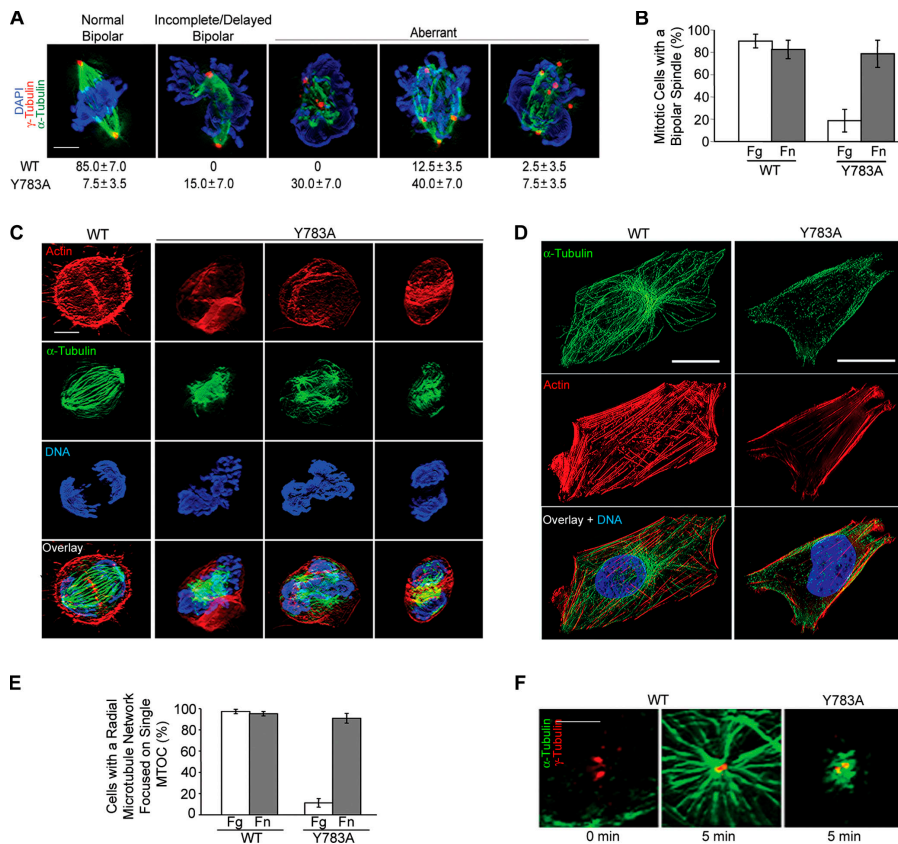 A
Normal Bipolar
Incomplete/Delayed Bipolar
Aberrant
DAPI
γ-Tubulin
α-Tubulin
WT 85.0±7.0 0 0 12.5±3.5 2.5±3.5
Y783A 7.5±3.5 15.0±7.0 30.0±7.0 40.0±7.0 7.5±3.5
B
Mitotic Cells with a
Bipolar Spindle (%)
100
80
60
40
20
0
Fg Fn Fg Fn
WT Y783A
C
WT Y783A
Actin
α-Tubulin
DNA
Overlay
D
WT Y783A
α-Tubulin
Actin
Overlay + DNA
E
Cells with a Radial
Microtubule Network
Focused on Single
MTOC (%)
100
80
60
40
20
0
Fg Fn Fg Fn
WT Y783A
F
WT Y783A
α-Tubulin
γ-Tubulin
0 min 5 min 5 min